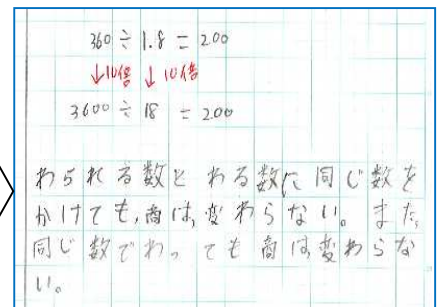 360÷1.8=200
↓10倍 ↓10倍
3600÷18=200
わられる数とわる数に同じ数を
かけても,商は,変わらない。また,
同じ数でわっても商は変わらな
い。